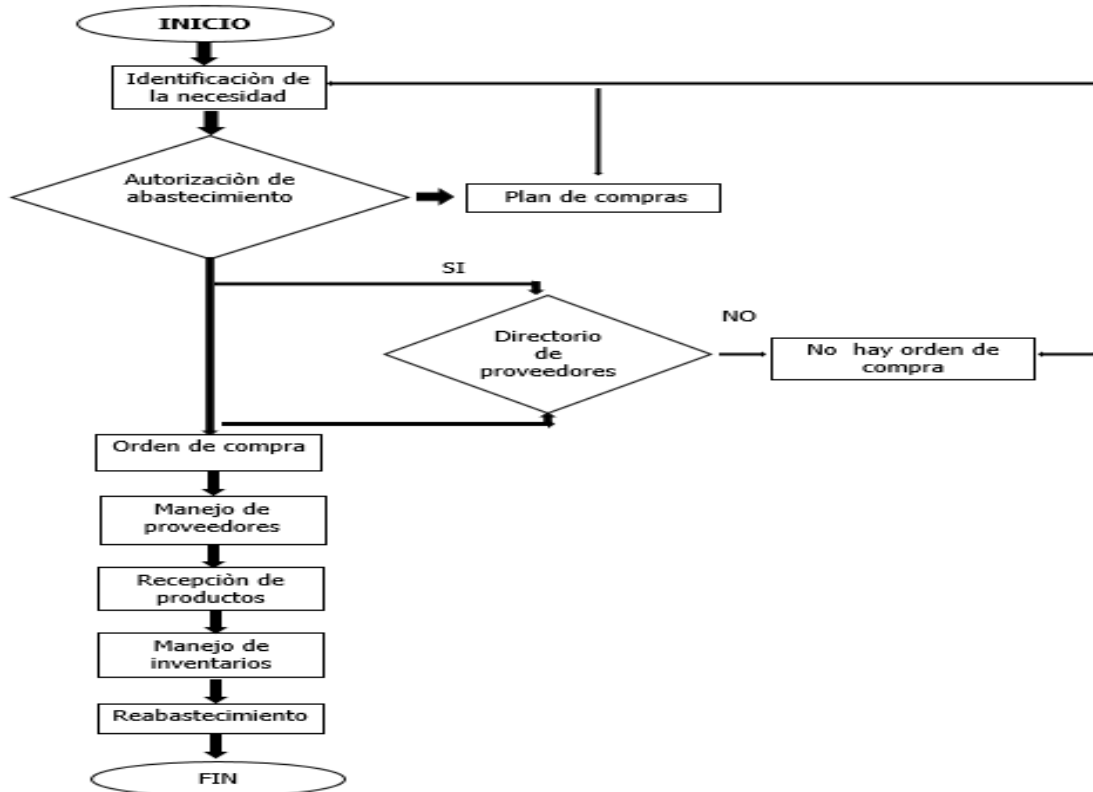 INICIO
Identificaciòn de
la necesidad
Autorizaciòn de
abastecimiento
Plan de compras
SI
Directorio
de
proveedores
NO
No hay orden de
compra
Orden de compra
Manejo de
proveedores
Recepciòn de
productos
Manejo de
inventarios
Reabastecimiento
FIN